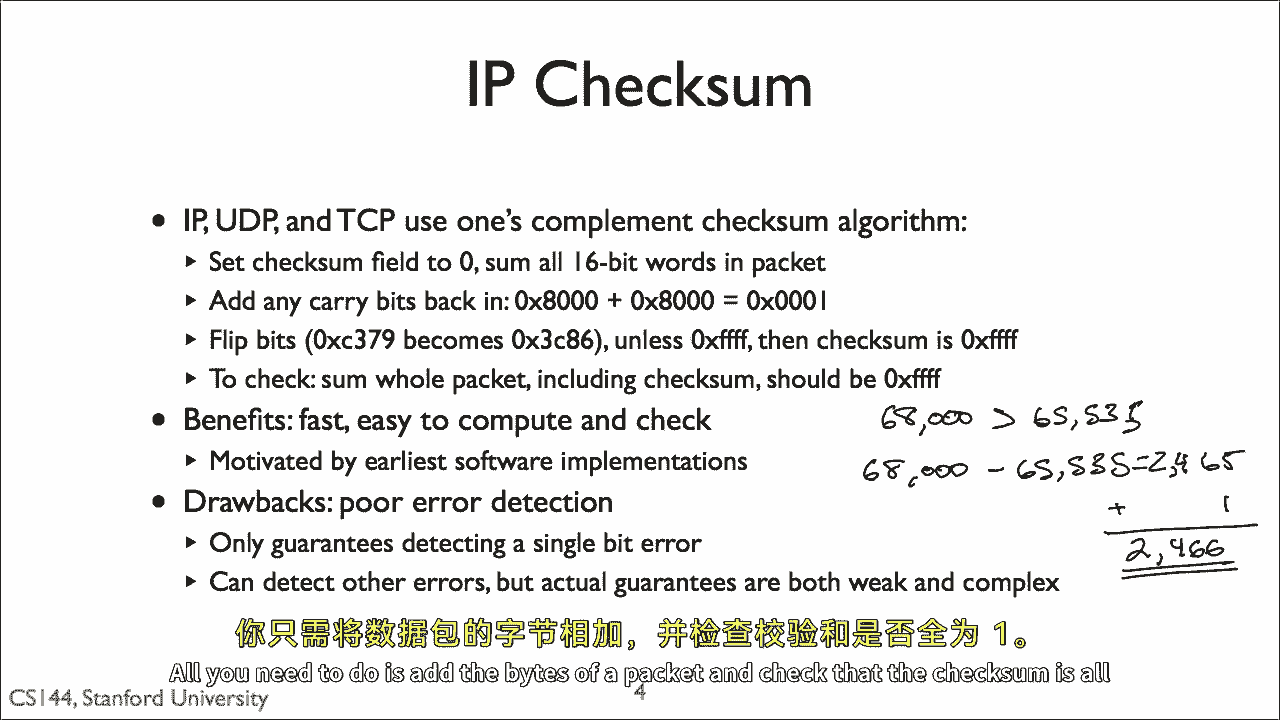 IP Checksum
• IP, UDP, and TCP use one's complement checksum algorithm:
▸ Set checksum field to 0, sum all 16-bit words in packet
▸ Add any carry bits back in: 0x8000 + 0x8000 = 0x0001
▸ Flip bits (0xc379 becomes 0x3c86), unless 0xffff, then checksum is 0xffff
▸ To check: sum whole packet, including checksum, should be 0xffff
• Benefits: fast, easy to compute and check
68,000 > 65,535
▸ Motivated by earliest software implementations
68,000 - 65,535=2,465
• Drawbacks: poor error detection
+ 1
▸ Only guarantees detecting a single bit error
2,466
▸ Can detect other errors, but actual guarantees are both weak and complex
你只需将数据包的字节相加，并检查校验和是否全为 1。
All you need to do is add the bytes of a packet and check that the checksum is all
CS144, Stanford University
4